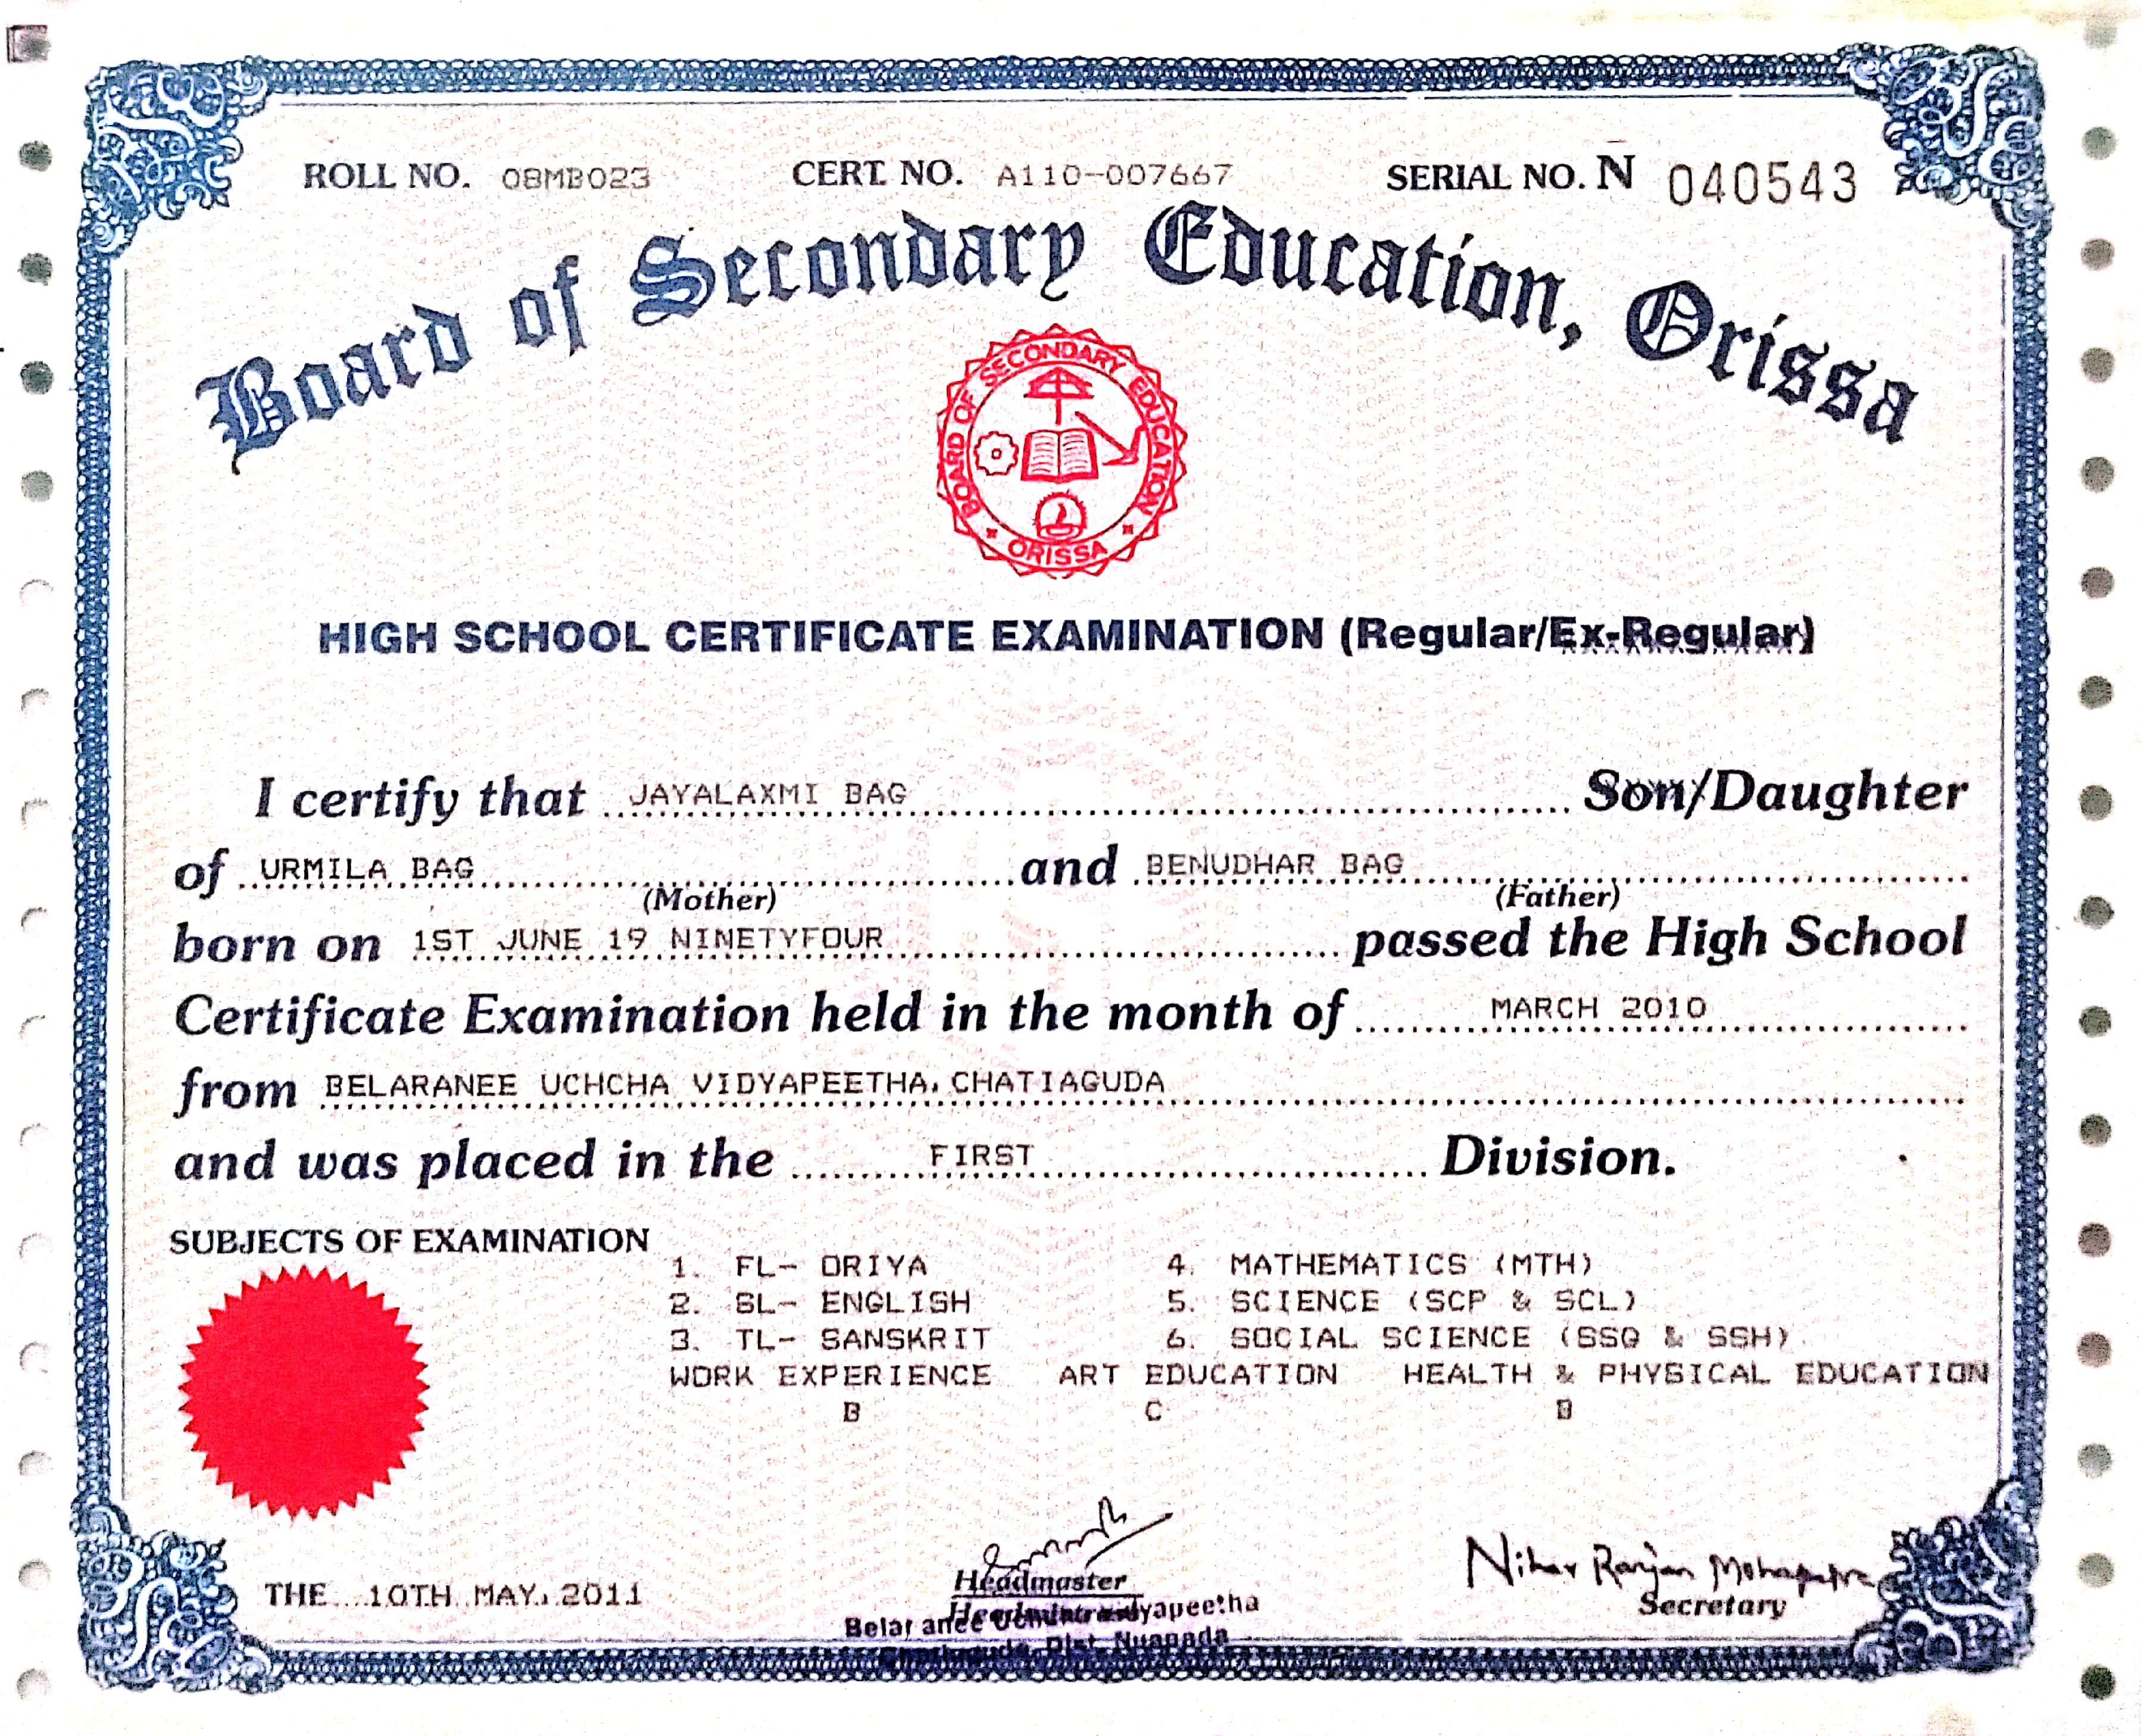 ROLL NO. 08MB023 CERT. NO. A110-007667 SERIAL NO. N 040543
Board of Secondary Education, Orissa
BOARD OF SECONDARY EDUCATION
ORISSA
HIGH SCHOOL CERTIFICATE EXAMINATION (Regular/Ex-Regular)
I certify that JAYALAXMI BAG Son/Daughter
of URMILA BAG and BENUDHAR BAG
(Mother) (Father)
born on 1ST JUNE 19 NINETYFOUR passed the High School
Certificate Examination held in the month of MARCH 2010
from BELARANEE UCHCHA VIDYAPEETHA, CHATIAGUDA
and was placed in the FIRST Division.
SUBJECTS OF EXAMINATION
1. FL- ORIYA 4. MATHEMATICS (MTH)
2. SL- ENGLISH 5. SCIENCE (SCP & SCL)
3. TL- SANSKRIT 6. SOCIAL SCIENCE (SSG & SSH)
WORK EXPERIENCE ART EDUCATION HEALTH & PHYSICAL EDUCATION
B C B
Nihar Ranjan Mohapatra
THE 10TH MAY, 2011 Headmaster Secretary
Dist. Nuapada